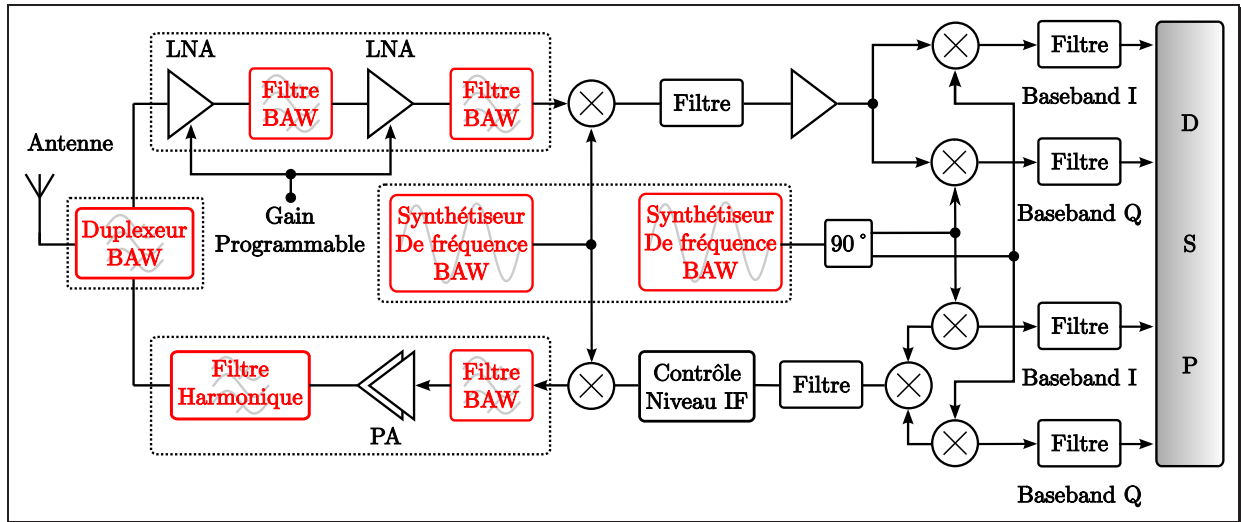 LNA
LNA
Filtre
BAW
Filtre
BAW
Filtre
Filtre
Baseband I
Antenne
Gain
Programmable
Duplexeur
BAW
Synthétiseur
De fréquence
BAW
Synthétiseur
De fréquence
BAW
90°
Filtre
Baseband Q
D
S
P
Filtre
Harmonique
PA
Filtre
BAW
Contrôle
Niveau IF
Filtre
Filtre
Baseband I
Filtre
Baseband Q